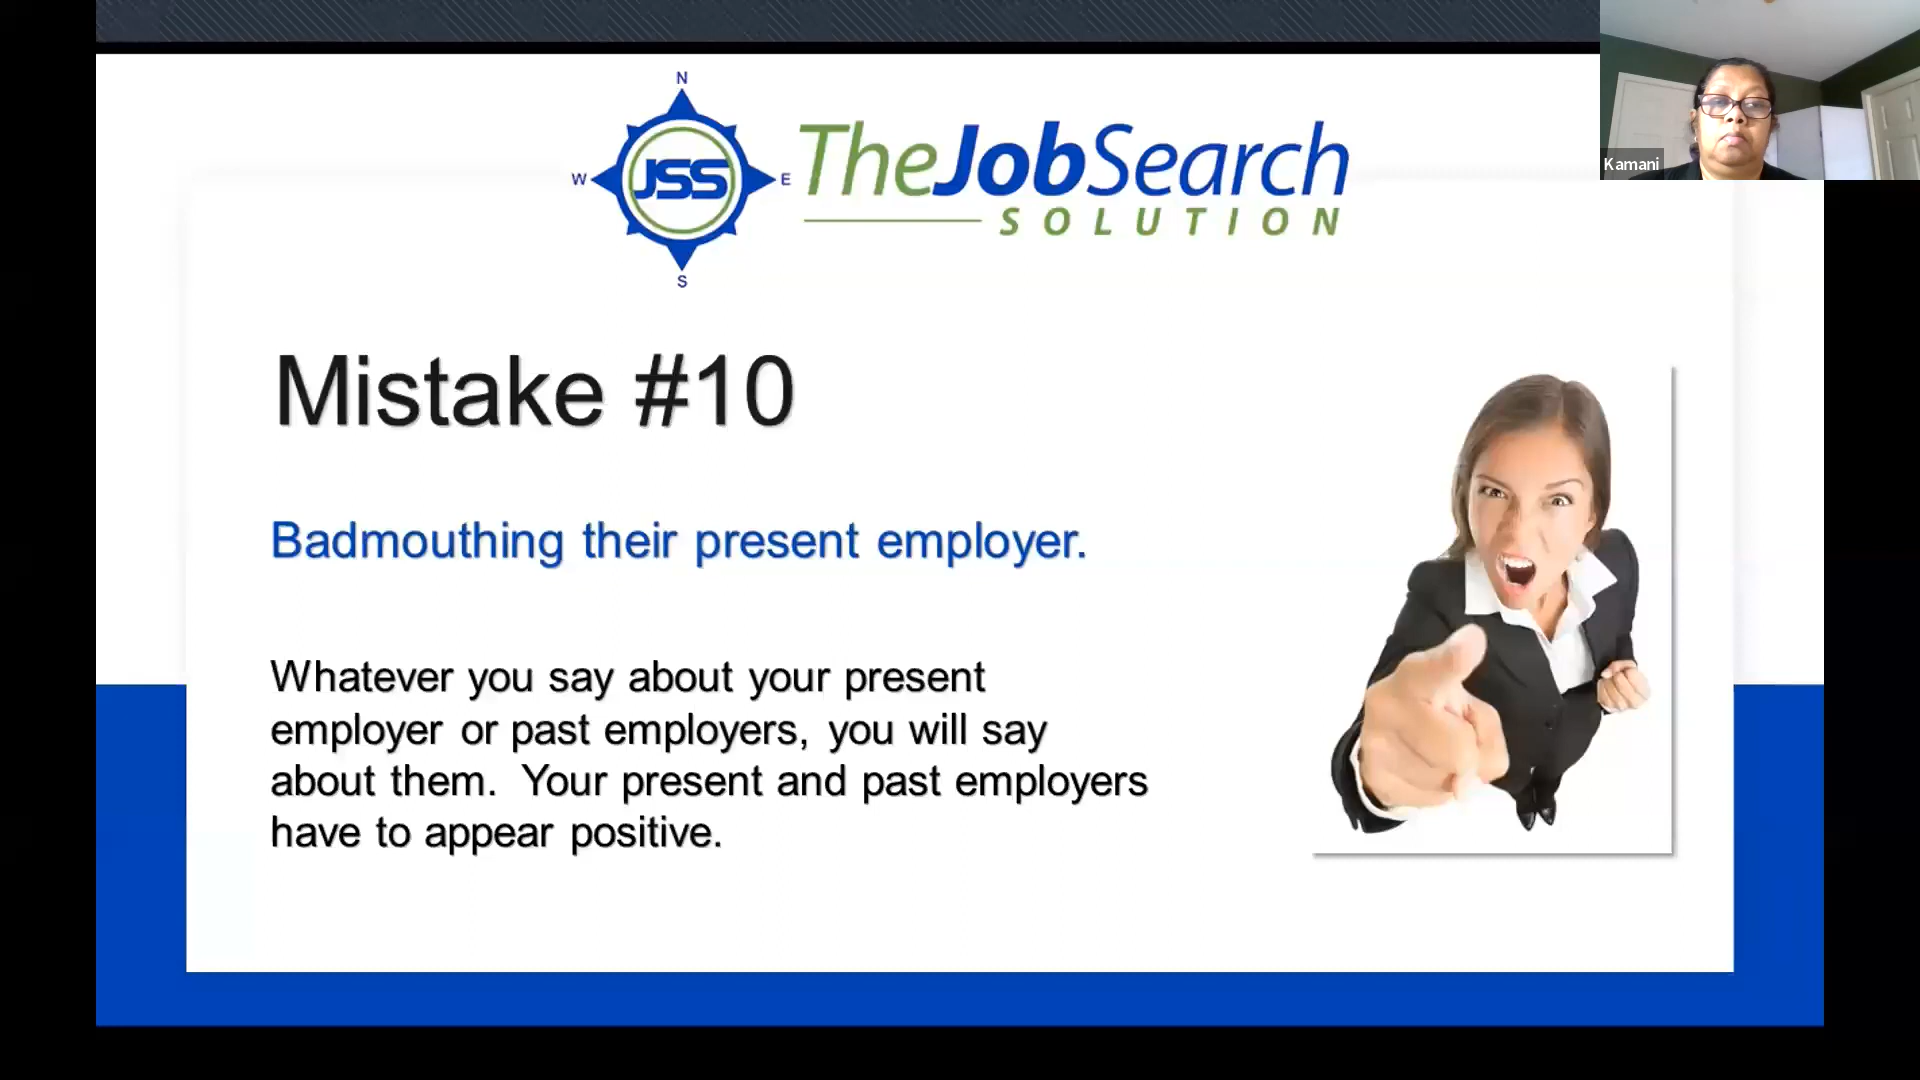 N
W JSS E
S
TheJobSearch
SOLUTION
Kamani
Mistake #10
Badmouthing their present employer.
Whatever you say about your present
employer or past employers, you will say
about them. Your present and past employers
have to appear positive.